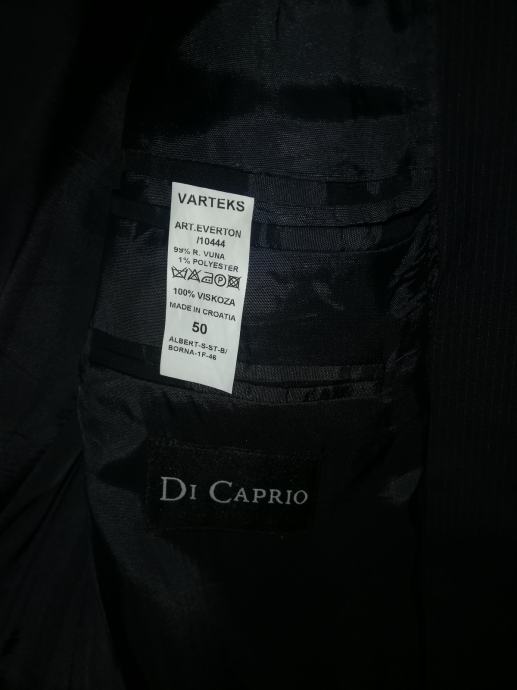 VARTEKS
ART.EVERTON
/10444
99% R. VUNA
1% POLYESTER
100% VISKOZA
MADE IN CROATIA
50
ALBERT-S-ST-B/
BORNA-1F-46
DI CAPRIO